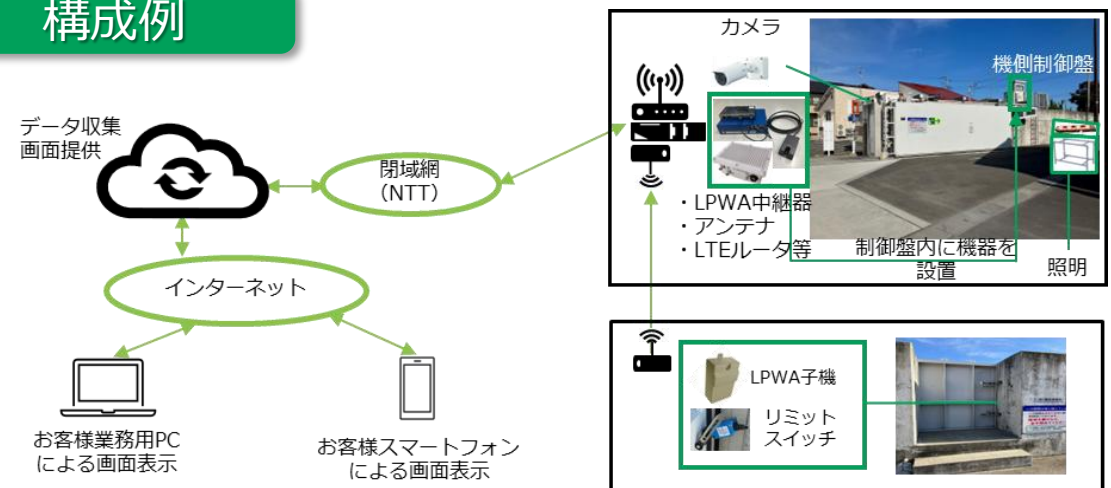 構成例
データ収集
画面提供
閉域網
（NTT）
インターネット
お客様業務用PC
による画面表示
お客様スマートフォン
による画面表示
カメラ
機側制御盤
・LPWA中継器
・アンテナ
・LTEルータ等
制御盤内に機器を
設置
照明
LPWA子機
リミット
スイッチ